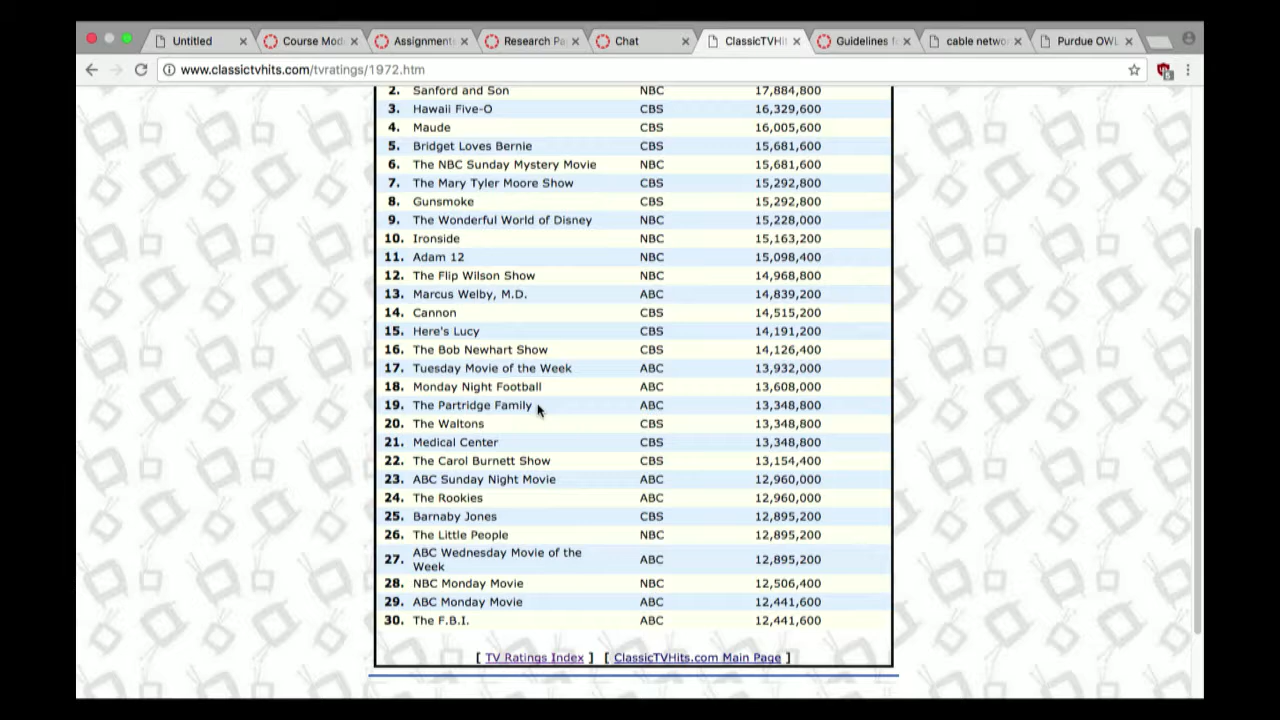 Untitled
Course Mod
Assignment
Research Pa
Chat
ClassicTVHi
Guidelines f
cable netwo
Purdue OWL
www.classictvhits.com/tvratings/1972.htm
2. Sanford and Son NBC 17,884,800
3. Hawaii Five-O CBS 16,329,600
4. Maude CBS 16,005,600
5. Bridget Loves Bernie CBS 15,681,600
6. The NBC Sunday Mystery Movie NBC 15,681,600
7. The Mary Tyler Moore Show CBS 15,292,800
8. Gunsmoke CBS 15,292,800
9. The Wonderful World of Disney NBC 15,228,000
10. Ironside NBC 15,163,200
11. Adam 12 NBC 15,098,400
12. The Flip Wilson Show NBC 14,968,800
13. Marcus Welby, M.D. ABC 14,839,200
14. Cannon CBS 14,515,200
15. Here's Lucy CBS 14,191,200
16. The Bob Newhart Show CBS 14,126,400
17. Tuesday Movie of the Week ABC 13,932,000
18. Monday Night Football ABC 13,608,000
19. The Partridge Family ABC 13,348,800
20. The Waltons CBS 13,348,800
21. Medical Center CBS 13,348,800
22. The Carol Burnett Show CBS 13,154,400
23. ABC Sunday Night Movie ABC 12,960,000
24. The Rookies ABC 12,960,000
25. Barnaby Jones CBS 12,895,200
26. The Little People NBC 12,895,200
27. ABC Wednesday Movie of the
Week ABC 12,895,200
28. NBC Monday Movie NBC 12,506,400
29. ABC Monday Movie ABC 12,441,600
30. The F.B.I. ABC 12,441,600
[ TV Ratings Index ] [ ClassicTVHits.com Main Page ]